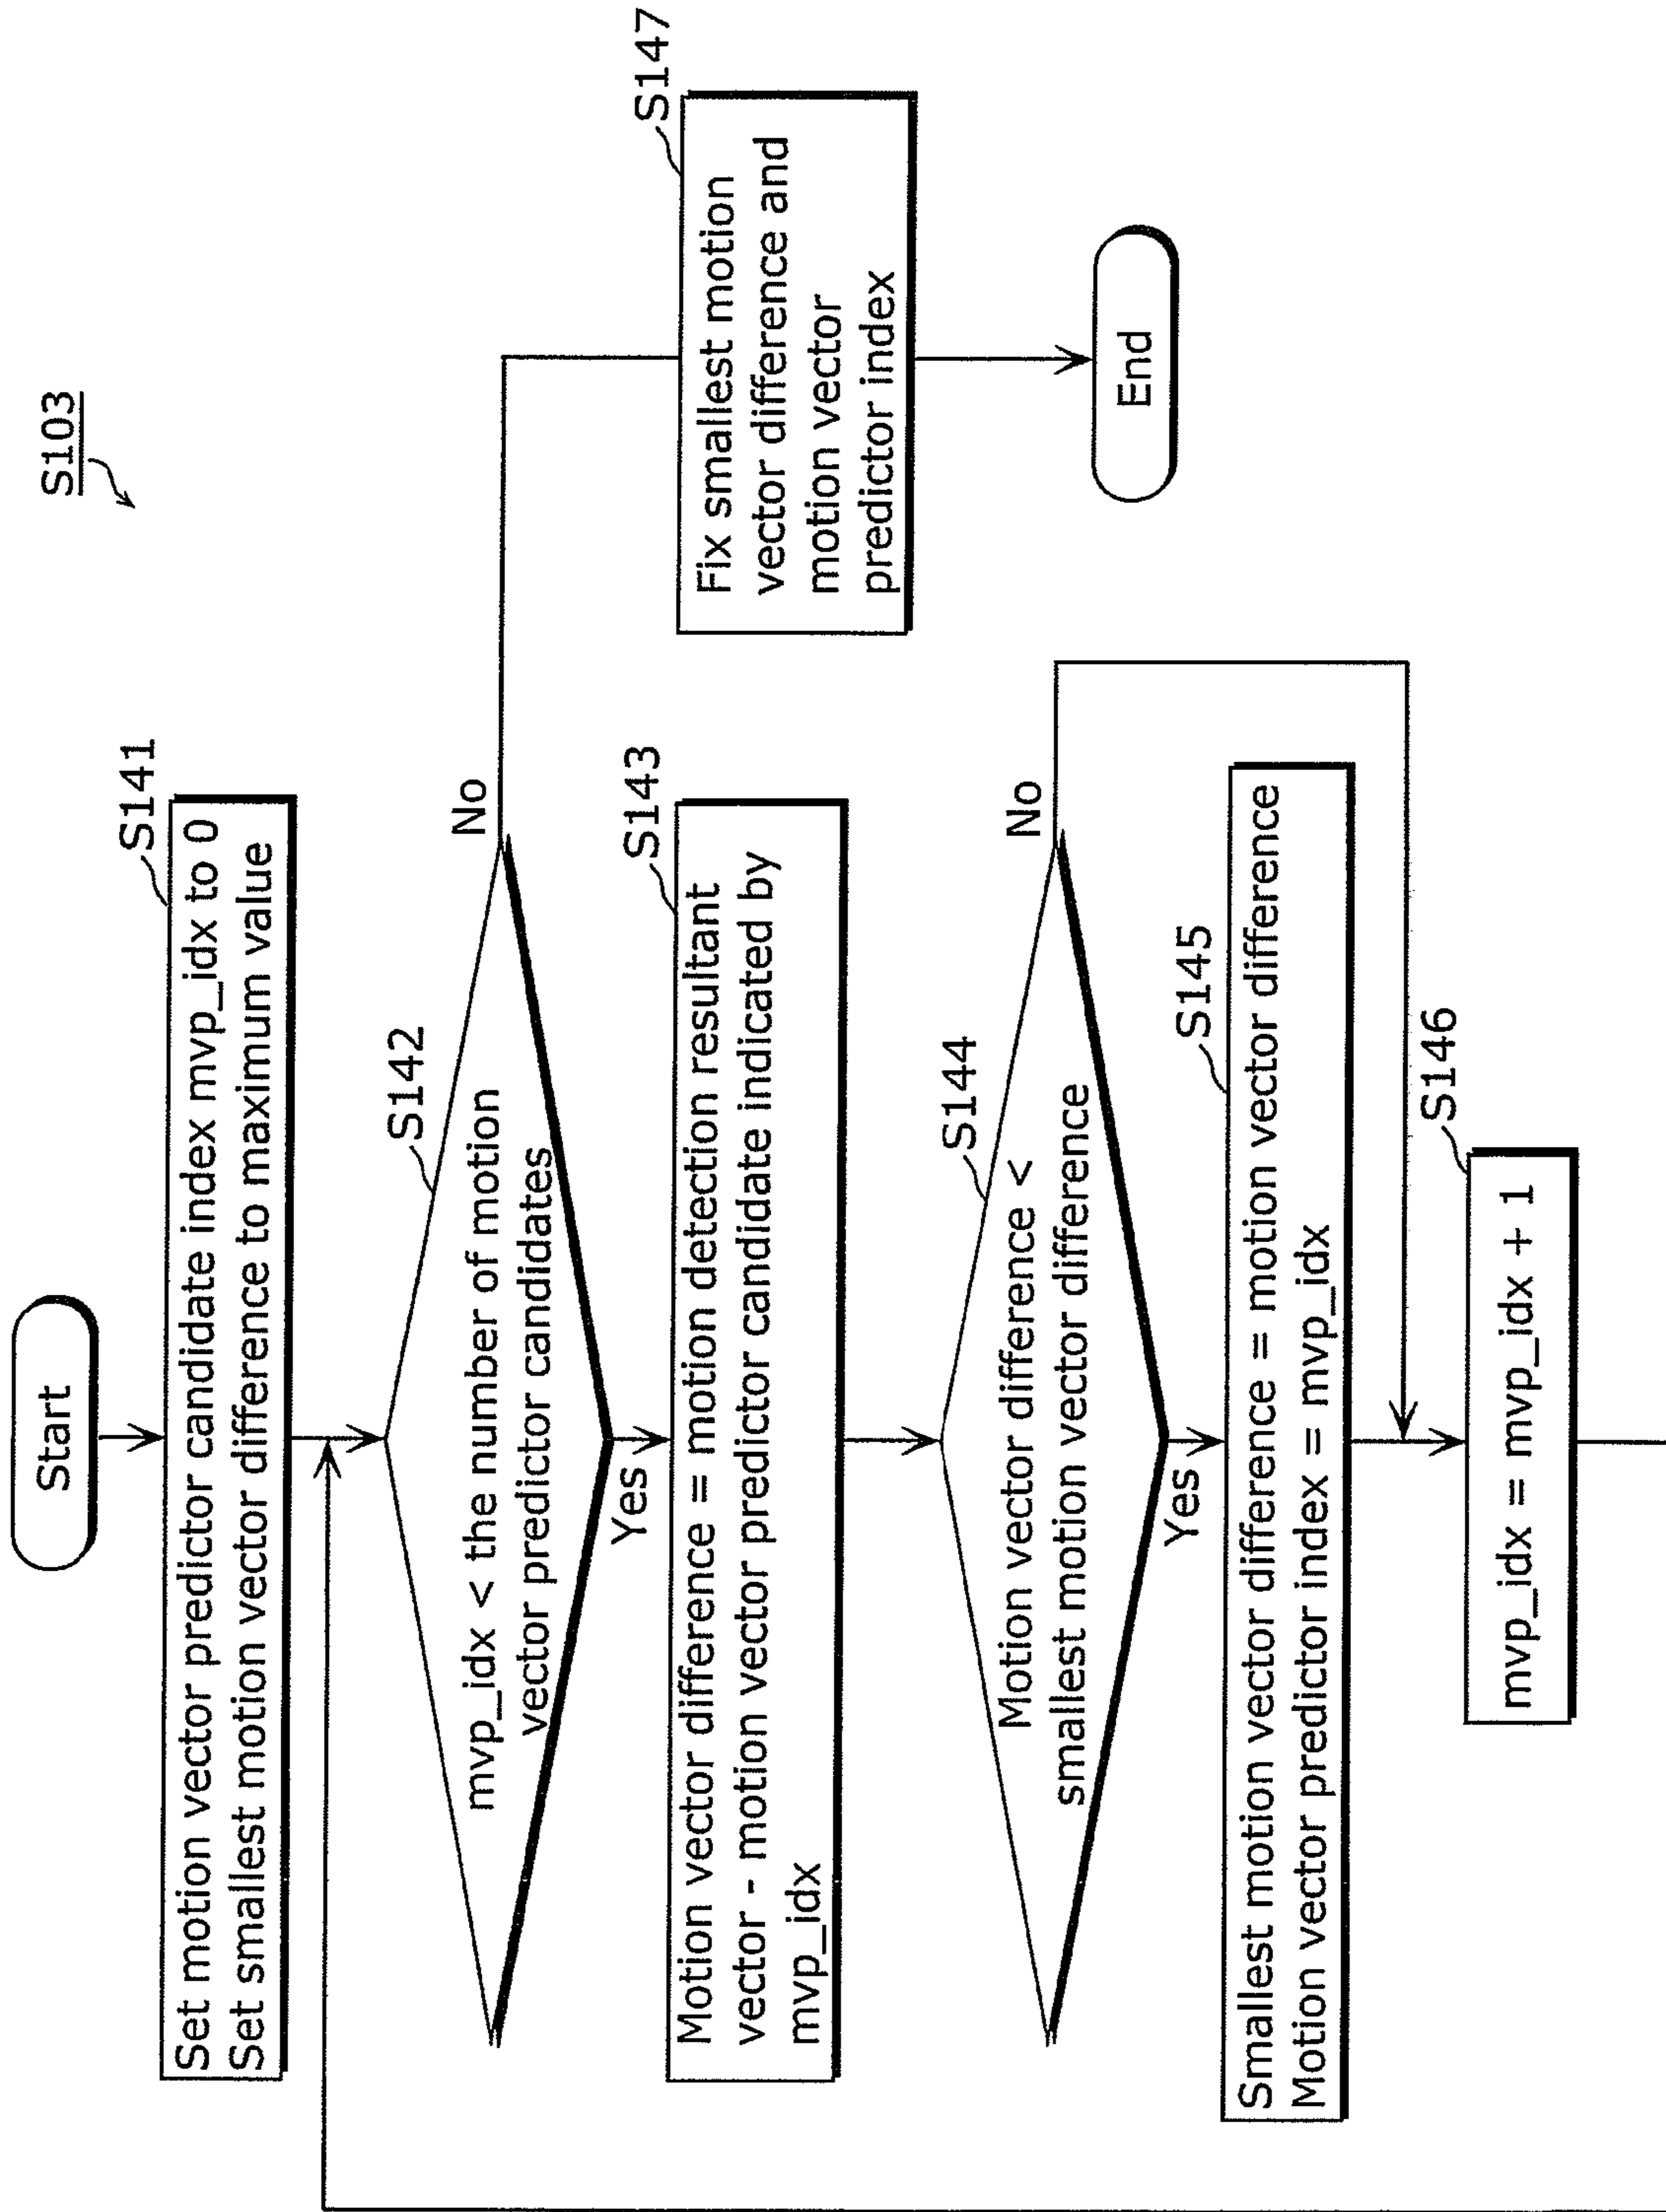 S103
Start
S141
Set motion vector predictor candidate index mvp_idx to 0
Set smallest motion vector difference to maximum value
S142
mvp_idx < the number of motion
vector predictor candidates
No
Yes
S143
Motion vector difference = motion detection resultant
vector - motion vector predictor candidate indicated by
mvp_idx
S144
Motion vector difference <
smallest motion vector difference
No
Yes
S145
Smallest motion vector difference = motion vector difference
Motion vector predictor index = mvp_idx
S146
mvp_idx = mvp_idx + 1
S147
Fix smallest motion
vector difference and
motion vector
predictor index
End